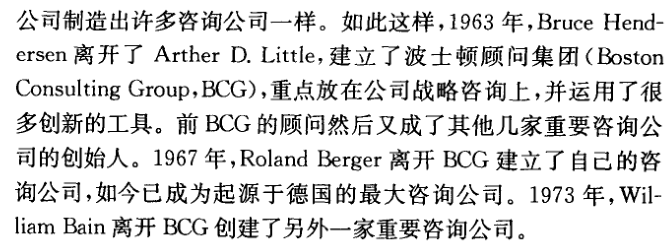 公司制造出许多咨询公司一样。如此这样,1963 年,Bruce Hend-
ersen 离开了 Arther D. Little,建立了波士顿顾问集团(Boston
Consulting Group,BCG),重点放在公司战略咨询上,并运用了很
多创新的工具。前 BCG 的顾问然后又成了其他几家重要咨询公
司的创始人。1967 年,Roland Berger 离开 BCG 建立了自己的咨
询公司,如今已成为起源于德国的最大咨询公司。1973 年,Wil-
liam Bain 离开 BCG 创建了另外一家重要咨询公司。